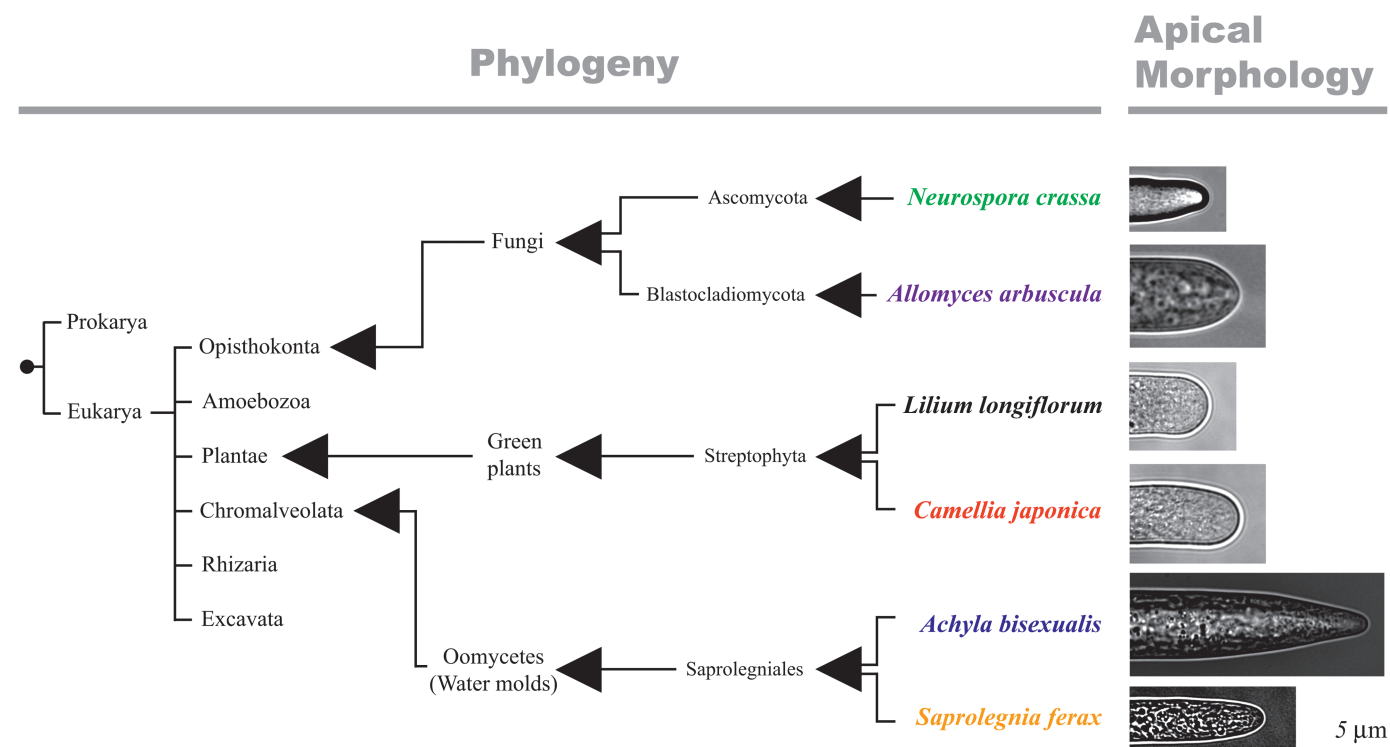 Phylogeny
Apical
Morphology
Ascomycota
Neurospora crassa
Fungi
Blastocladiomycota
Allomyces arbuscula
Prokarya
Opisthokonta
Eukarya
Amoebozoa
Lilium longiflorum
Plantae
Green
plants
Streptophyta
Chromalveolata
Camellia japonica
Rhizaria
Excavata
Achyla bisexualis
Oomycetes
(Water molds)
Saprolegniales
Saprolegnia ferax
5 μm